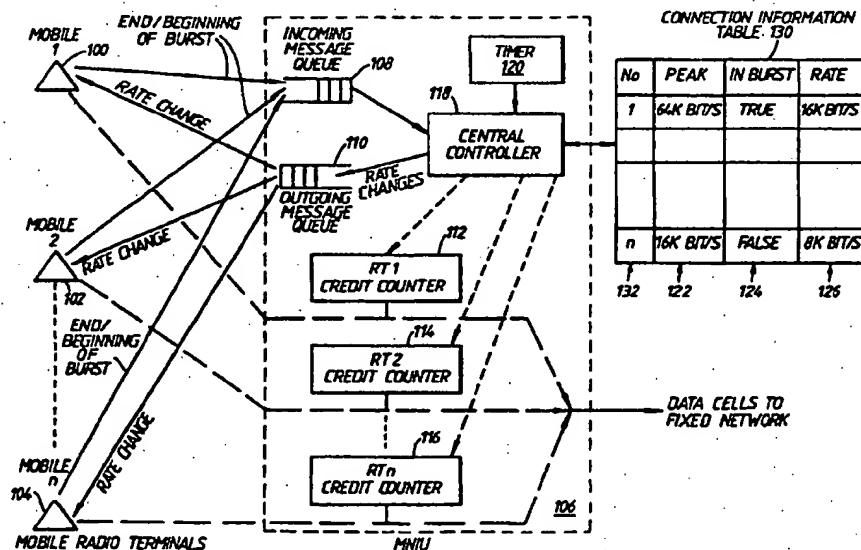 MOBILE
1
100
END/BEGINNING
OF BURST
INCOMING
MESSAGE
QUEUE
108
TIMER
120
118
CENTRAL
CONTROLLER
CONNECTION INFORMATION
TABLE 130
No PEAK IN BURST RATE
1 64K BIT/S TRUE 16K BIT/S
n 16K BIT/S FALSE 8K BIT/S
132 122 124 126
RATE CHANGE
110
RATE
CHANGES
OUTGOING
MESSAGE
QUEUE
MOBILE
2
RATE CHANGE
102
112
RT 1
CREDIT COUNTER
114
RT2
CREDIT COUNTER
END/
BEGINNING
OF BURST
RATE CHANGE
116
RTn
CREDIT COUNTER
DATA CELLS TO
FIXED NETWORK
MOBILE
n
104
106
MOBILE RADIO TERMINALS
MNIU